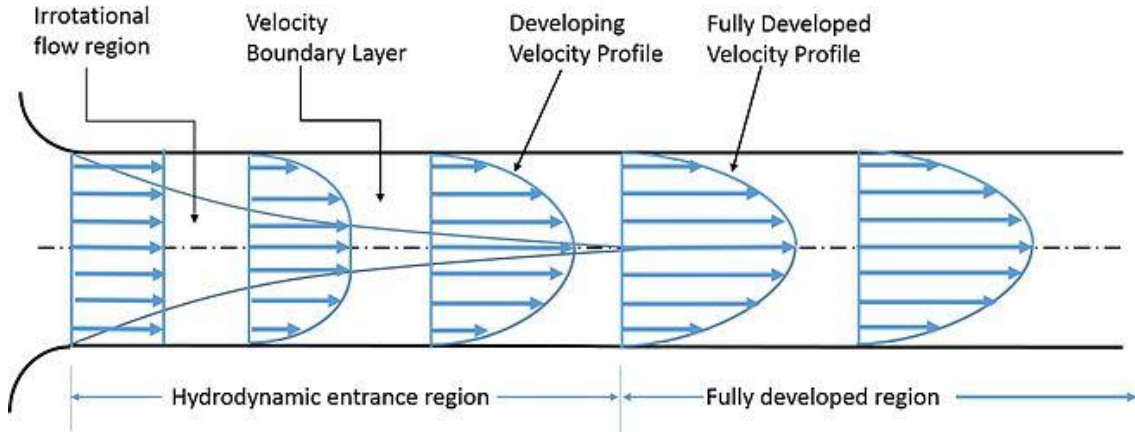 Irrotational
flow region
Velocity
Boundary Layer
Developing
Velocity Profile
Fully Developed
Velocity Profile
Hydrodynamic entrance region
Fully developed region